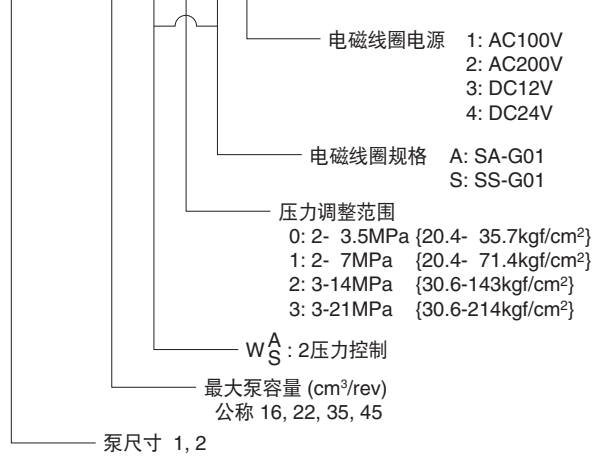 电磁线圈电源 1: AC100V
2: AC200V
3: DC12V
4: DC24V
电磁线圈规格 A: SA-G01
S: SS-G01
压力调整范围
0: 2- 3.5MPa {20.4- 35.7kgf/cm²}
1: 2- 7MPa {20.4- 71.4kgf/cm²}
2: 3-14MPa {30.6-143kgf/cm²}
3: 3-21MPa {30.6-214kgf/cm²}
W A/S : 2压力控制
最大泵容量 (cm³/rev)
公称 16, 22, 35, 45
泵尺寸 1, 2